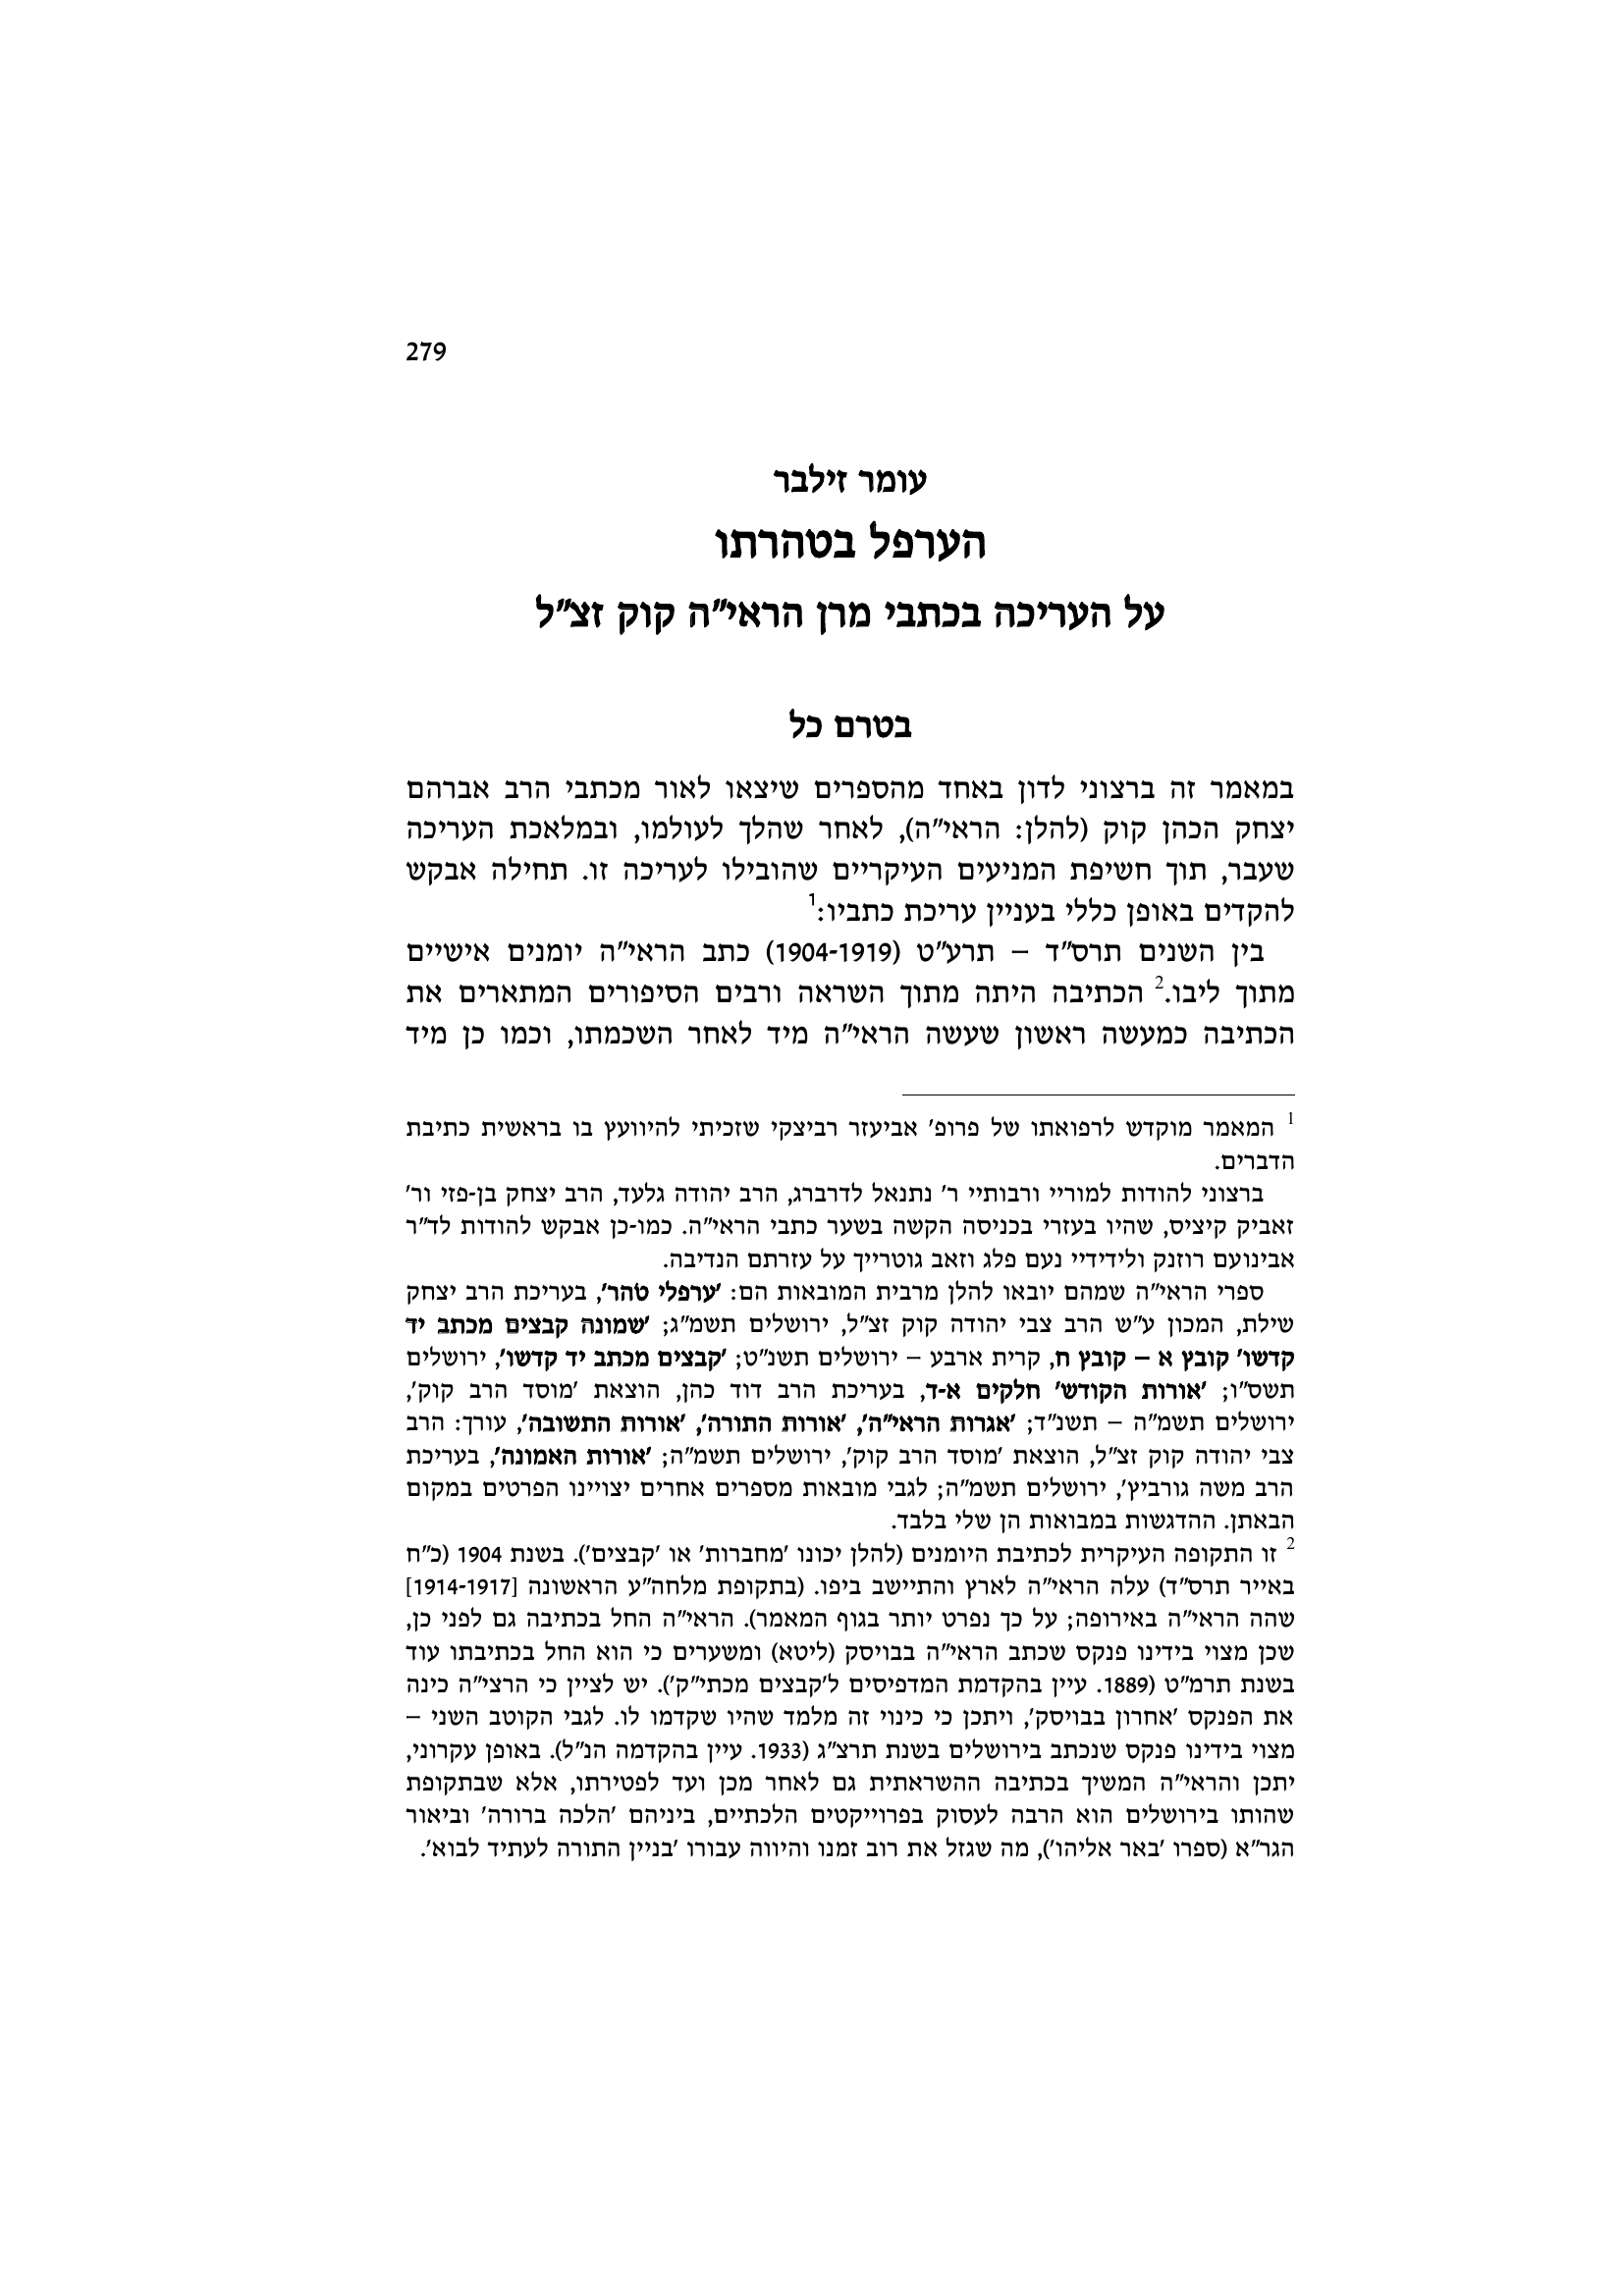 279
עומר זילבר
הערפל בטהרתו
על העריכה בכתבי מרן הראי"ה קוק זצ"ל
בטרם כל
במאמר זה ברצוני לדון באחד מהספרים שיצאו לאור מכתבי הרב אברהם
יצחק הכהן קוק (להלן: הראי"ה), לאחר שהלך לעולמו, ובמלאכת העריכה
שעבר, תוך חשיפת המניעים העיקריים שהובילו לעריכה זו. תחילה אבקש
להקדים באופן כללי בעניין עריכת כתביו:1
בין השנים תרס"ד – תרע"ט (1904-1919) כתב הראי"ה יומנים אישיים
מתוך ליבו.2 הכתיבה היתה מתוך השראה ורבים הסיפורים המתארים את
הכתיבה כמעשה ראשון שעשה הראי"ה מיד לאחר השכמתו, וכמו כן מיד
1 המאמר מוקדש לרפואתו של פרופ' אביעזר רביצקי שזכיתי להיוועץ בו בראשית כתיבת
הדברים.
ברצוני להודות למוריי ורבותיי ר' נתנאל לדרברג, הרב יהודה גלעד, הרב יצחק בן-פזי ור'
זאביק קיציס, שהיו בעזרי בכניסה הקשה בשער כתבי הראי"ה. כמו-כן אבקש להודות לד"ר
אבינועם רוזנק ולידידיי נעם פלג וזאב גוטרייך על עזרתם הנדיבה.
ספרי הראי"ה שמהם יובאו להלן מרבית המובאות הם: 'ערפלי טֹהר', בעריכת הרב יצחק
שילת, המכון ע"ש הרב צבי יהודה קוק זצ"ל, ירושלים תשמ"ג; 'שמונה קבצים מכתב יד
קדשו' קובץ א – קובץ ח, קרית ארבע – ירושלים תשנ"ט; 'קבצים מכתב יד קדשו', ירושלים
תשס"ו; 'אורות הקודש' חלקים א-ד, בעריכת הרב דוד כהן, הוצאת 'מוסד הרב קוק',
ירושלים תשמ"ה – תשנ"ד; 'אגרות הראי"ה', 'אורות התורה', 'אורות התשובה', עורך: הרב
צבי יהודה קוק זצ"ל, הוצאת 'מוסד הרב קוק', ירושלים תשמ"ה; 'אורות האמונה', בעריכת
הרב משה גורביץ', ירושלים תשמ"ה; לגבי מובאות מספרים אחרים יצויינו הפרטים במקום
הבאתן. ההדגשות במבואות הן שלי בלבד.
2 זו התקופה העיקרית לכתיבת היומנים (להלן יכונו 'מחברות' או 'קבצים'). בשנת 1904 (כ"ח
באייר תרס"ד) עלה הראי"ה לארץ והתיישב ביפו. (בתקופת מלחה"ע הראשונה [1914-1917]
שהה הראי"ה באירופה; על כך נפרט יותר בגוף המאמר). הראי"ה החל בכתיבה גם לפני כן,
שכן מצוי בידינו פנקס שכתב הראי"ה בבויסק (ליטא) ומשערים כי הוא החל בכתיבתו עוד
בשנת תרמ"ט (1889. עיין בהקדמת המדפיסים ל'קבצים מכתי"ק'). יש לציין כי הרצי"ה כינה
את הפנקס 'אחרון בבויסק', ויתכן כי כינוי זה מלמד שהיו שקדמו לו. לגבי הקוטב השני –
מצוי בידינו פנקס שנכתב בירושלים בשנת תרצ"ג (1933. עיין בהקדמה הנ"ל). באופן עקרוני,
יתכן והראי"ה המשיך בכתיבה ההשראתית גם לאחר מכן ועד לפטירתו, אלא שבתקופת
שהותו בירושלים הוא הרבה לעסוק בפרוייקטים הלכתיים, ביניהם 'הלכה ברורה' וביאור
הגר"א (ספרו 'באר אליהו'), מה שגזל את רוב זמנו והיווה עבורו 'בניין התורה לעתיד לבוא'.